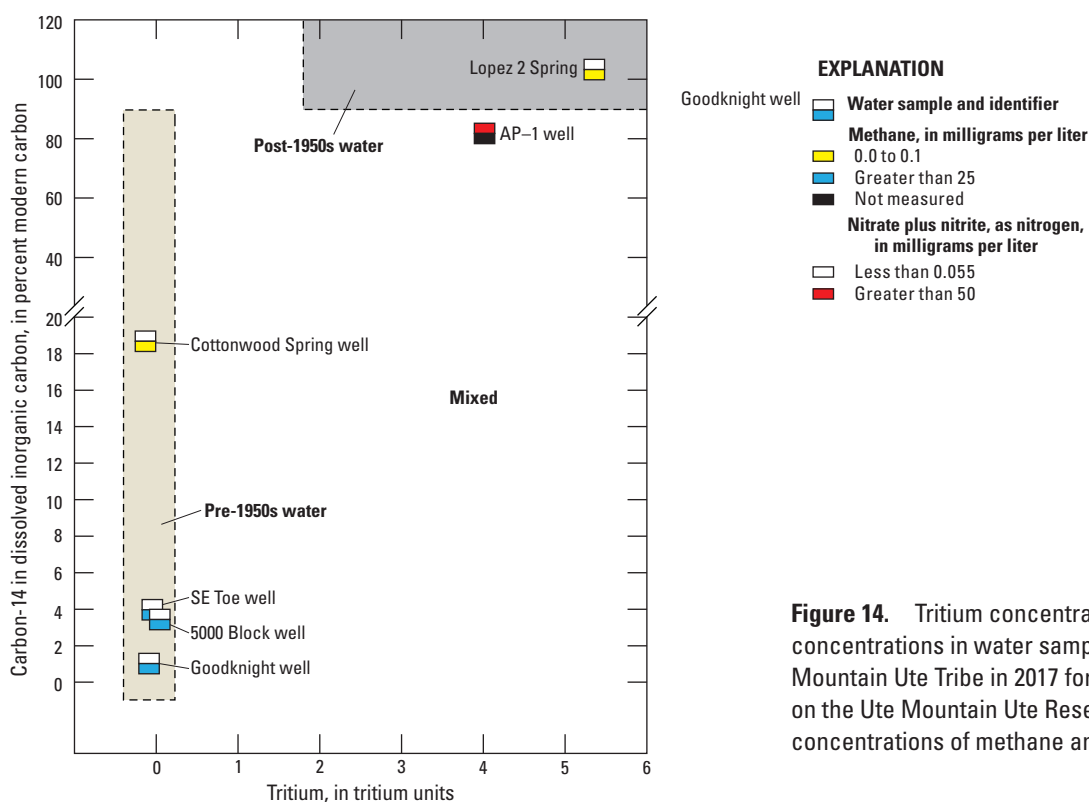 120
100
80
60
40
20
18
16
14
12
10
8
6
4
2
0
Carbon-14 in dissolved inorganic carbon, in percent modern carbon
Lopez 2 Spring
Post-1950s water
AP–1 well
Cottonwood Spring well
Mixed
Pre-1950s water
SE Toe well
5000 Block well
Goodknight well
0 1 2 3 4 5 6
Tritium, in tritium units
EXPLANATION
Goodknight well Water sample and identifier
Methane, in milligrams per liter
0.0 to 0.1
Greater than 25
Not measured
Nitrate plus nitrite, as nitrogen,
in milligrams per liter
Less than 0.055
Greater than 50
Figure 14. Tritium concentra
concentrations in water samp
Mountain Ute Tribe in 2017 for
on the Ute Mountain Ute Rese
concentrations of methane an